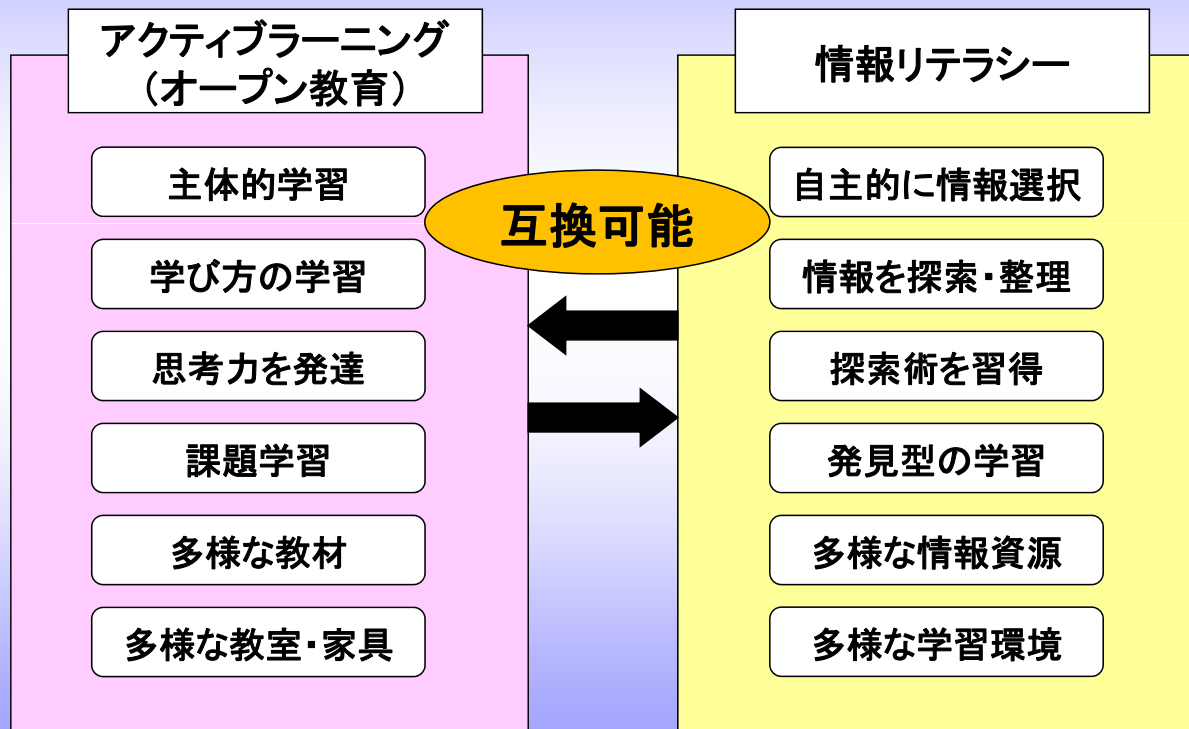 アクティブラーニング
（オープン教育）
主体的学習
学び方の学習
思考力を発達
課題学習
多様な教材
多様な教室・家具
互換可能
情報リテラシー
自主的に情報選択
情報を探索・整理
探索術を習得
発見型の学習
多様な情報資源
多様な学習環境